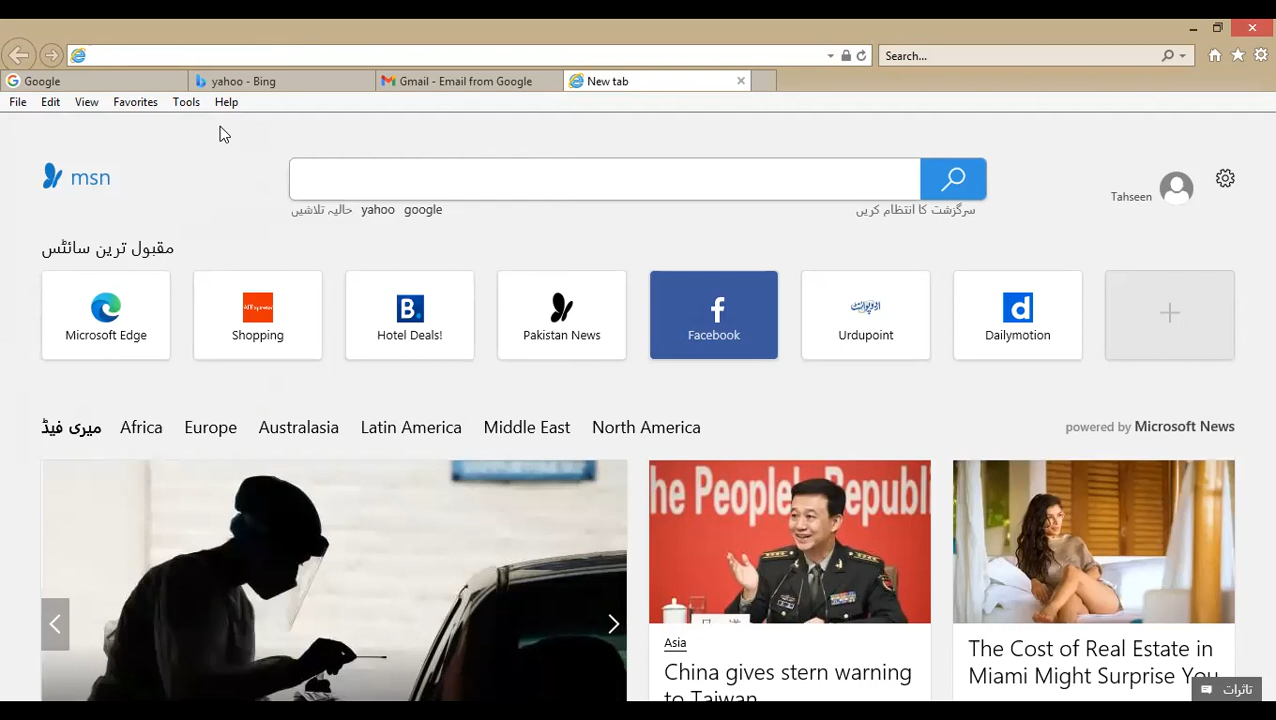 Search...
Google
yahoo - Bing
Gmail - Email from Google
New tab
File Edit View Favorites Tools Help
msn
Tahseen
حالیہ تلاشیں yahoo google
سرگزشت کا انتظام کریں
مقبول ترین سائٹس
Microsoft Edge
Shopping
B.
Hotel Deals!
Pakistan News
Facebook
اردوپوائنٹ
Urdupoint
d
Dailymotion
میری فیڈ Africa Europe Australasia Latin America Middle East North America
powered by Microsoft News
he People's Republi
Asia
China gives stern warning
to Taiwan
The Cost of Real Estate in
Miami Might Surprise You
تاثرات